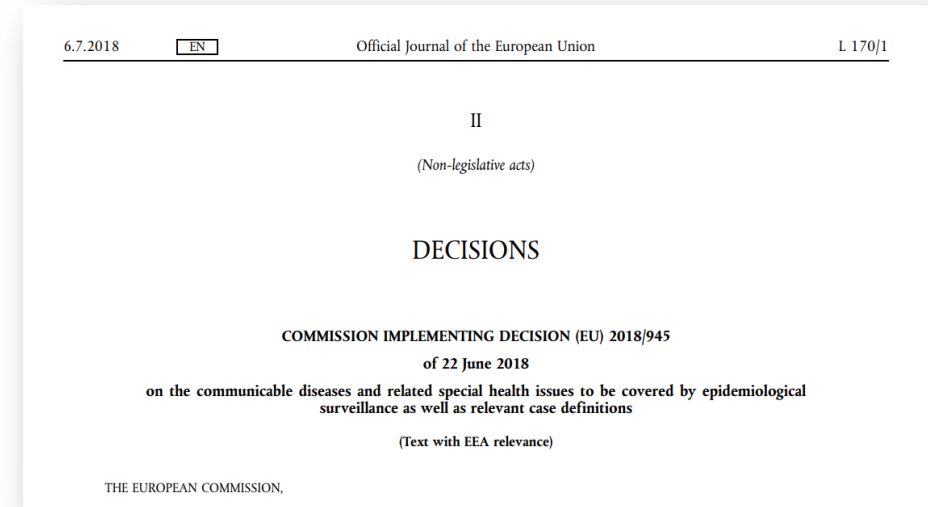 6.7.2018 EN Official Journal of the European Union L 170/1
II
(Non-legislative acts)
DECISIONS
COMMISSION IMPLEMENTING DECISION (EU) 2018/945
of 22 June 2018
on the communicable diseases and related special health issues to be covered by epidemiological
surveillance as well as relevant case definitions
(Text with EEA relevance)
THE EUROPEAN COMMISSION,